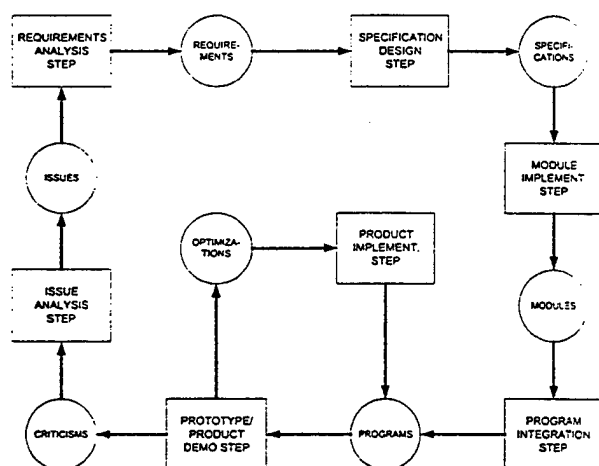 REQUIREMENTS
ANALYSIS
STEP
REQUIRE-
MENTS
SPECIFICATION
DESIGN
STEP
SPECIFI-
CATIONS
ISSUES
MODULE
IMPLEMENT
STEP
OPTIMIZA-
TIONS
PRODUCT
IMPLEMENT.
STEP
ISSUE
ANALYSIS
STEP
MODULES
CRITICISMS
PROTOTYPE/
PRODUCT
DEMO STEP
PROGRAMS
PROGRAM
INTEGRATION
STEP